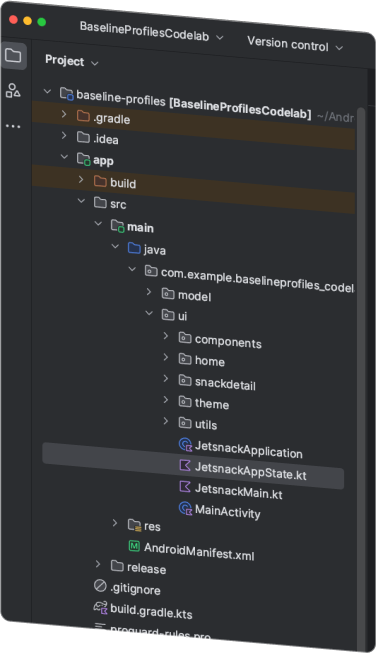 BaselineProfilesCodelab
Version control
Project
baseline-profiles [BaselineProfilesCodelab] ~/Andr
.gradle
.idea
app
build
src
main
java
com.example.baselineprofiles_codel
model
ui
components
home
snackdetail
theme
utils
JetsnackApplication
JetsnackAppState.kt
JetsnackMain.kt
MainActivity
res
AndroidManifest.xml
release
.gitignore
build.gradle.kts
proguard-rules.pro